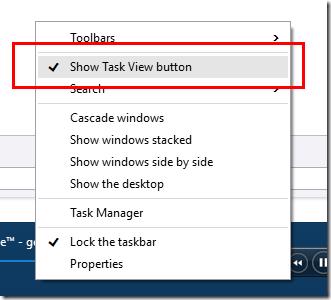 Toolbars
Show Task View button
Search
Cascade windows
Show windows stacked
Show windows side by side
Show the desktop
Task Manager
e™ - go
Lock the taskbar
Properties